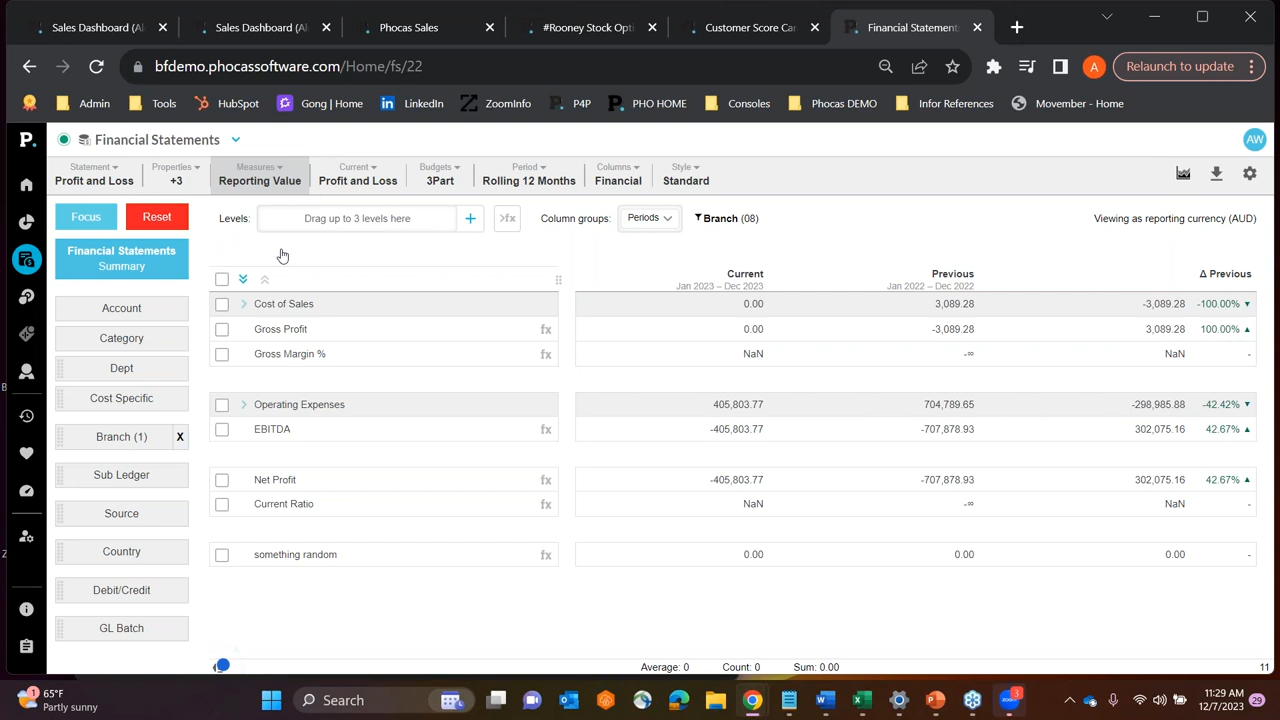 Sales Dashboard (A
Sales Dashboard (A
Phocas Sales
#Rooney Stock Opti
Customer Score Car
Financial Statements
bfdemo.phocassoftware.com/Home/fs/22
A
Relaunch to update
Admin
Tools
HubSpot
Gong | Home
LinkedIn
ZoomInfo
P4P
PHO HOME
Consoles
Phocas DEMO
Infor References
Movember - Home
P.
Financial Statements
AW
Statement
Properties
Measures
Current
Budgets
Period
Columns
Style
Profit and Loss
+3
Reporting Value
Profit and Loss
3Part
Rolling 12 Months
Financial
Standard
Focus
Reset
Levels:
Drag up to 3 levels here
+
>fx
Column groups:
Periods
Branch (08)
Viewing as reporting currency (AUD)
Financial Statements
Summary
Account
Category
Dept
Cost Specific
Branch (1)
X
Sub Ledger
Source
Country
Debit/Credit
GL Batch
Current
Previous
Δ Previous
Jan 2023 – Dec 2023
Jan 2022 – Dec 2022
Cost of Sales
0.00
3,089.28
-3,089.28
-100.00%
Gross Profit
fx
0.00
-3,089.28
3,089.28
100.00%
Gross Margin %
fx
NaN
-∞
NaN
-
Operating Expenses
405,803.77
704,789.65
-298,985.88
-42.42%
EBITDA
fx
-405,803.77
-707,878.93
302,075.16
42.67%
Net Profit
fx
-405,803.77
-707,878.93
302,075.16
42.67%
Current Ratio
fx
NaN
-∞
NaN
-
something random
fx
0.00
0.00
0.00
-
Average: 0
Count: 0
Sum: 0.00
11
1
65°F
Partly sunny
Search
3
11:29 AM
12/7/2023
29